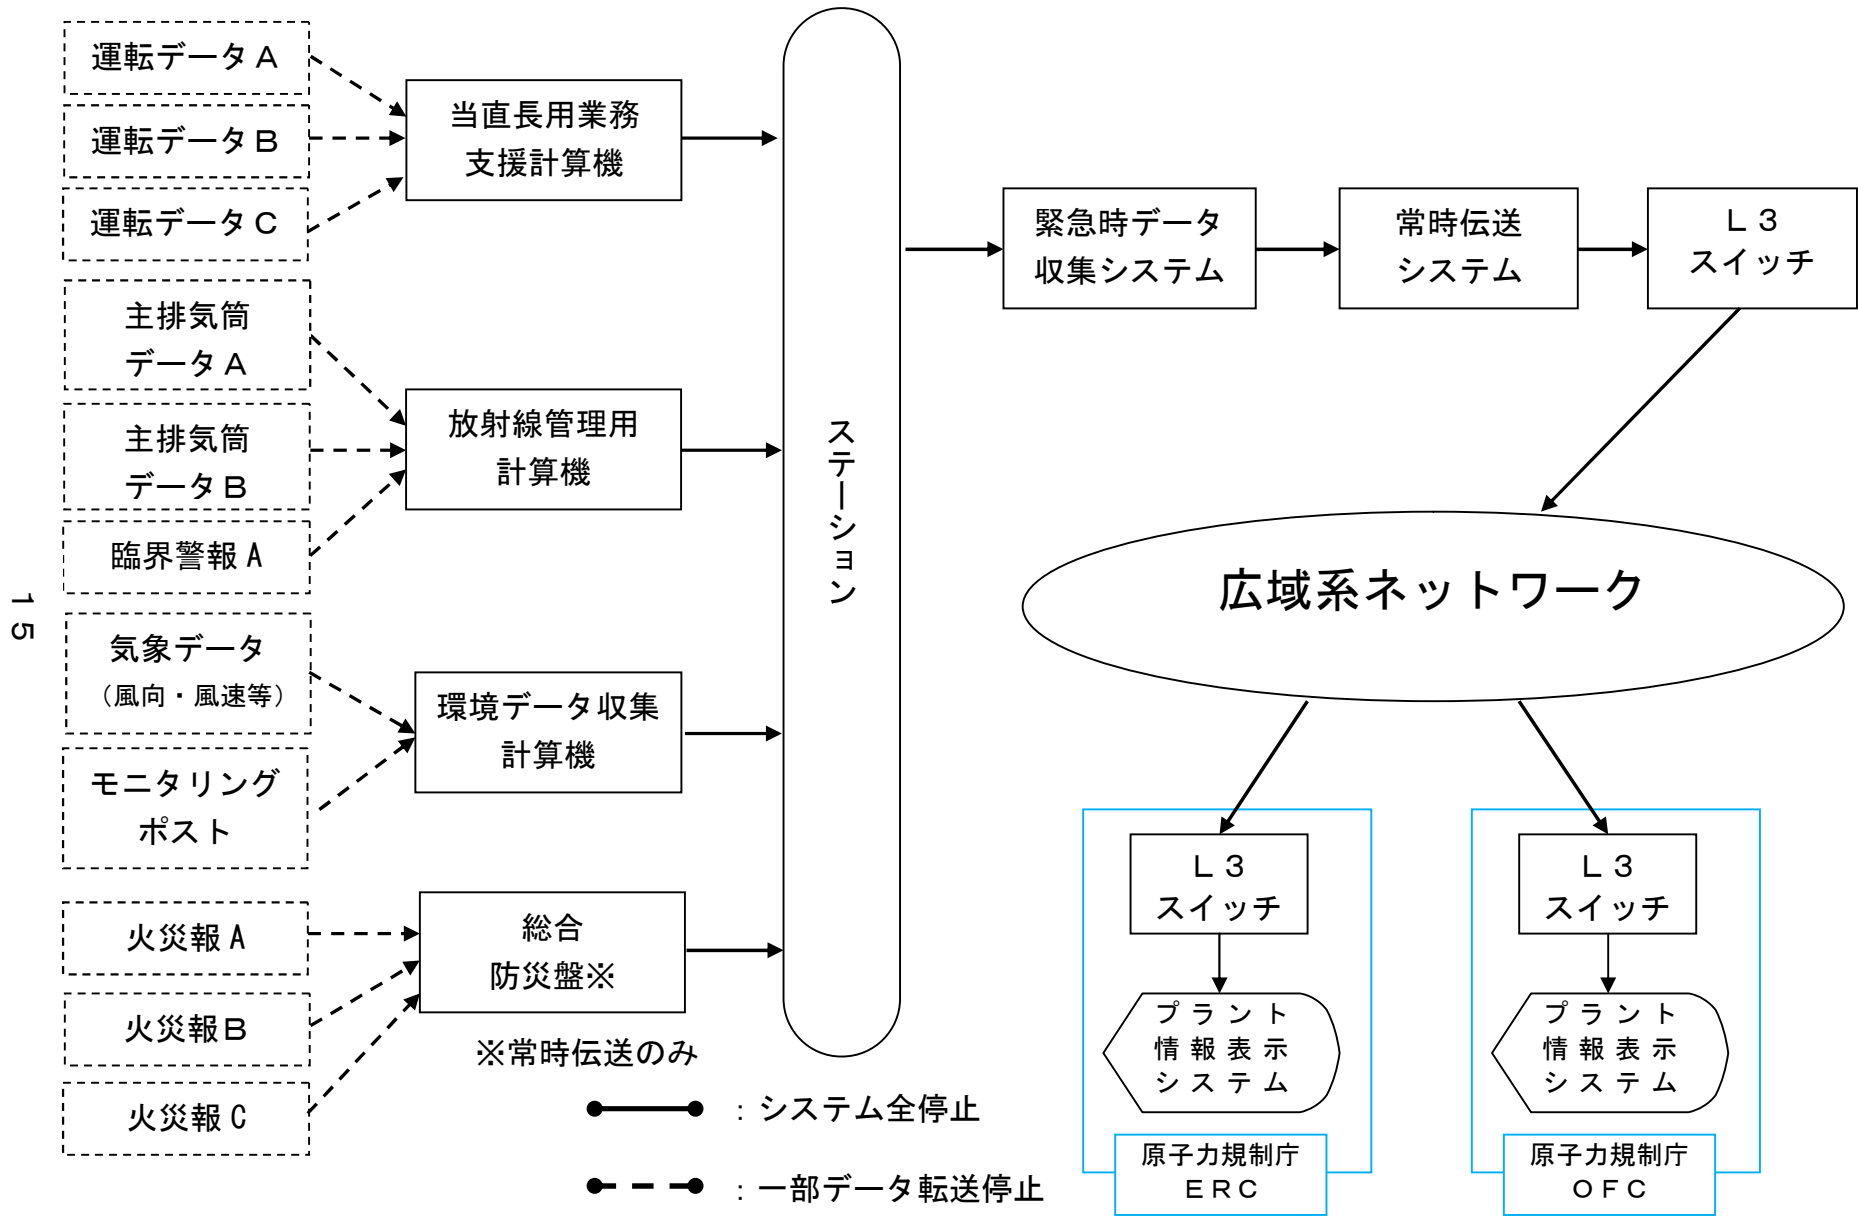 運転データA
運転データB
運転データC
主排気筒
データA
主排気筒
データB
臨界警報A
気象データ
（風向・風速等）
モニタリング
ポスト
火災報A
火災報B
火災報C
当直長用業務
支援計算機
放射線管理用
計算機
環境データ収集
計算機
総合
防災盤※
※常時伝送のみ
ステーション
緊急時データ
収集システム
常時伝送
システム
L3
スイッチ
広域系ネットワーク
L3
スイッチ
プラント
情報表示
システム
原子力規制庁
ERC
L3
スイッチ
プラント
情報表示
システム
原子力規制庁
OFC
：システム全停止
：一部データ転送停止
15